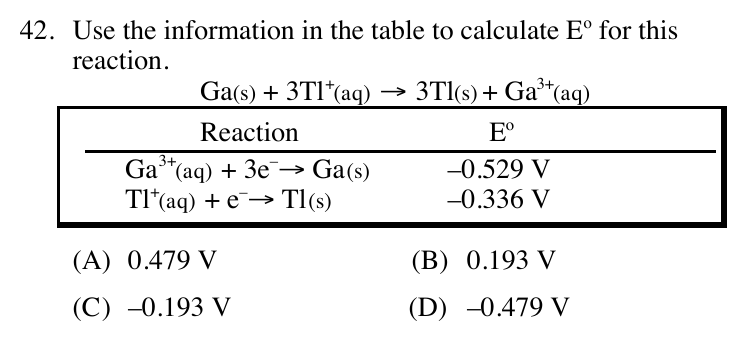 42. Use the information in the table to calculate Eº for this
reaction.
Ga(s) + 3Tl⁺(aq) → 3Tl(s) + Ga³⁺(aq)
Reaction Eº
Ga³⁺(aq) + 3e⁻→ Ga(s) –0.529 V
Tl⁺(aq) + e⁻→ Tl(s) –0.336 V
(A) 0.479 V (B) 0.193 V
(C) –0.193 V (D) –0.479 V